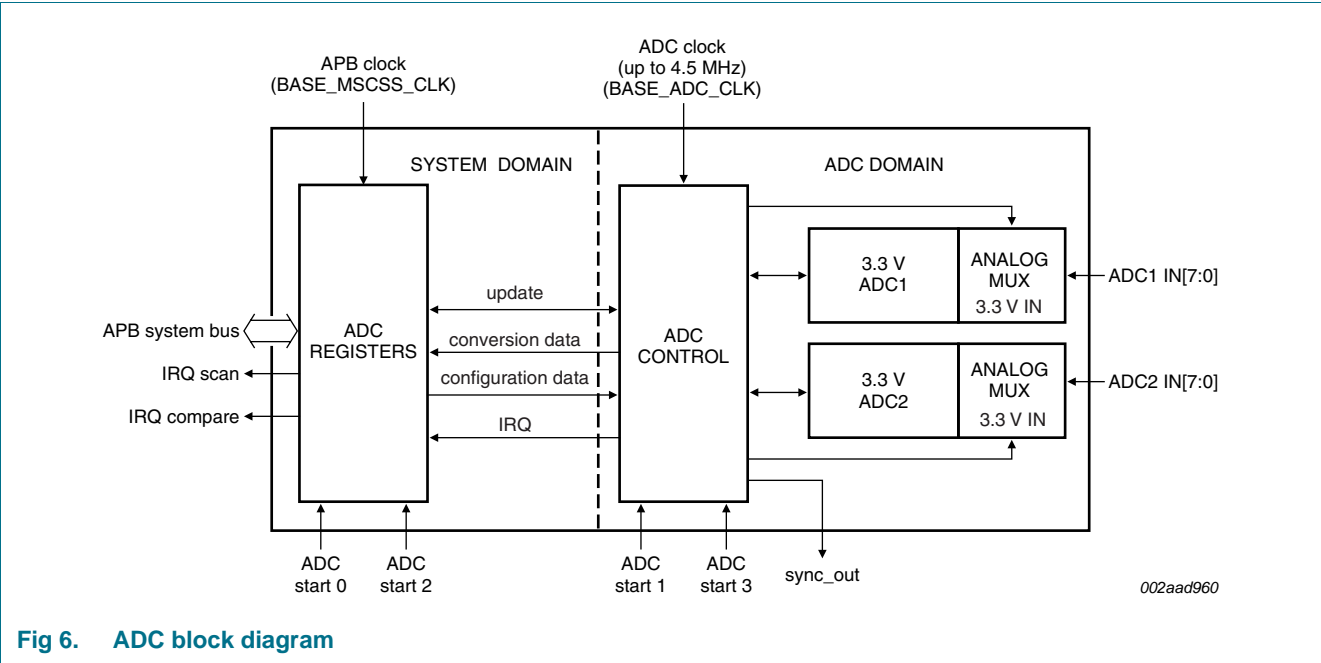 APB clock
(BASE_MSCSS_CLK)
ADC clock
(up to 4.5 MHz)
(BASE_ADC_CLK)
SYSTEM DOMAIN
ADC DOMAIN
APB system bus
IRQ scan
IRQ compare
ADC
REGISTERS
update
conversion data
configuration data
IRQ
ADC
CONTROL
3.3 V
ADC1
ANALOG
MUX
3.3 V IN
ADC1 IN[7:0]
3.3 V
ADC2
ANALOG
MUX
3.3 V IN
ADC2 IN[7:0]
ADC
start 0
ADC
start 2
ADC
start 1
ADC
start 3
sync_out
002aad960
Fig 6. ADC block diagram